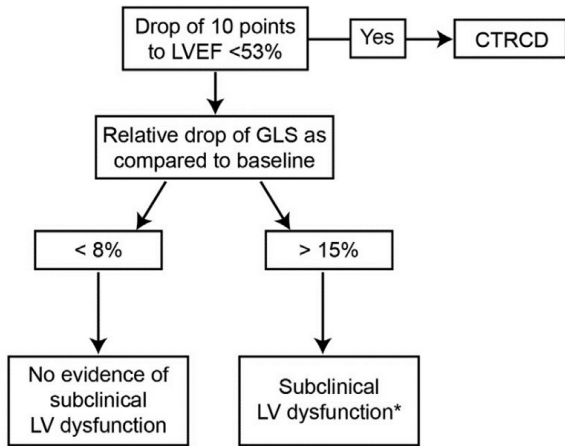 Drop of 10 points
to LVEF <53%
Yes
CTRCD
Relative drop of GLS as
compared to baseline
< 8%
> 15%
No evidence of
subclinical
LV dysfunction
Subclinical
LV dysfunction*